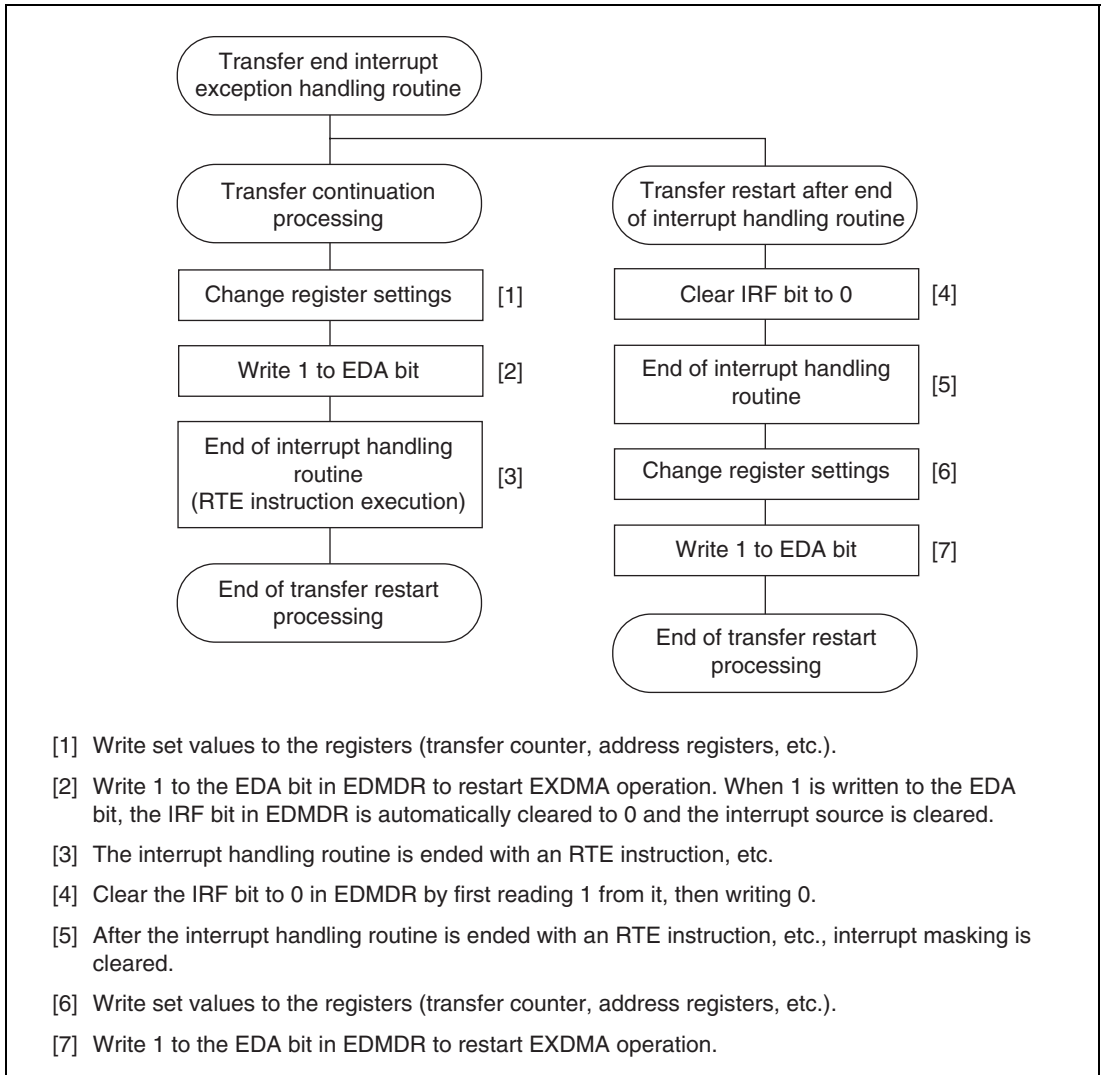 Transfer end interrupt
exception handling routine
Transfer continuation
processing
Change register settings [1]
Write 1 to EDA bit [2]
End of interrupt handling
routine
(RTE instruction execution) [3]
End of transfer restart
processing
Transfer restart after end
of interrupt handling routine
Clear IRF bit to 0 [4]
End of interrupt handling
routine [5]
Change register settings [6]
Write 1 to EDA bit [7]
End of transfer restart
processing
[1] Write set values to the registers (transfer counter, address registers, etc.).
[2] Write 1 to the EDA bit in EDMDR to restart EXDMA operation. When 1 is written to the EDA
bit, the IRF bit in EDMDR is automatically cleared to 0 and the interrupt source is cleared.
[3] The interrupt handling routine is ended with an RTE instruction, etc.
[4] Clear the IRF bit to 0 in EDMDR by first reading 1 from it, then writing 0.
[5] After the interrupt handling routine is ended with an RTE instruction, etc., interrupt masking is
cleared.
[6] Write set values to the registers (transfer counter, address registers, etc.).
[7] Write 1 to the EDA bit in EDMDR to restart EXDMA operation.